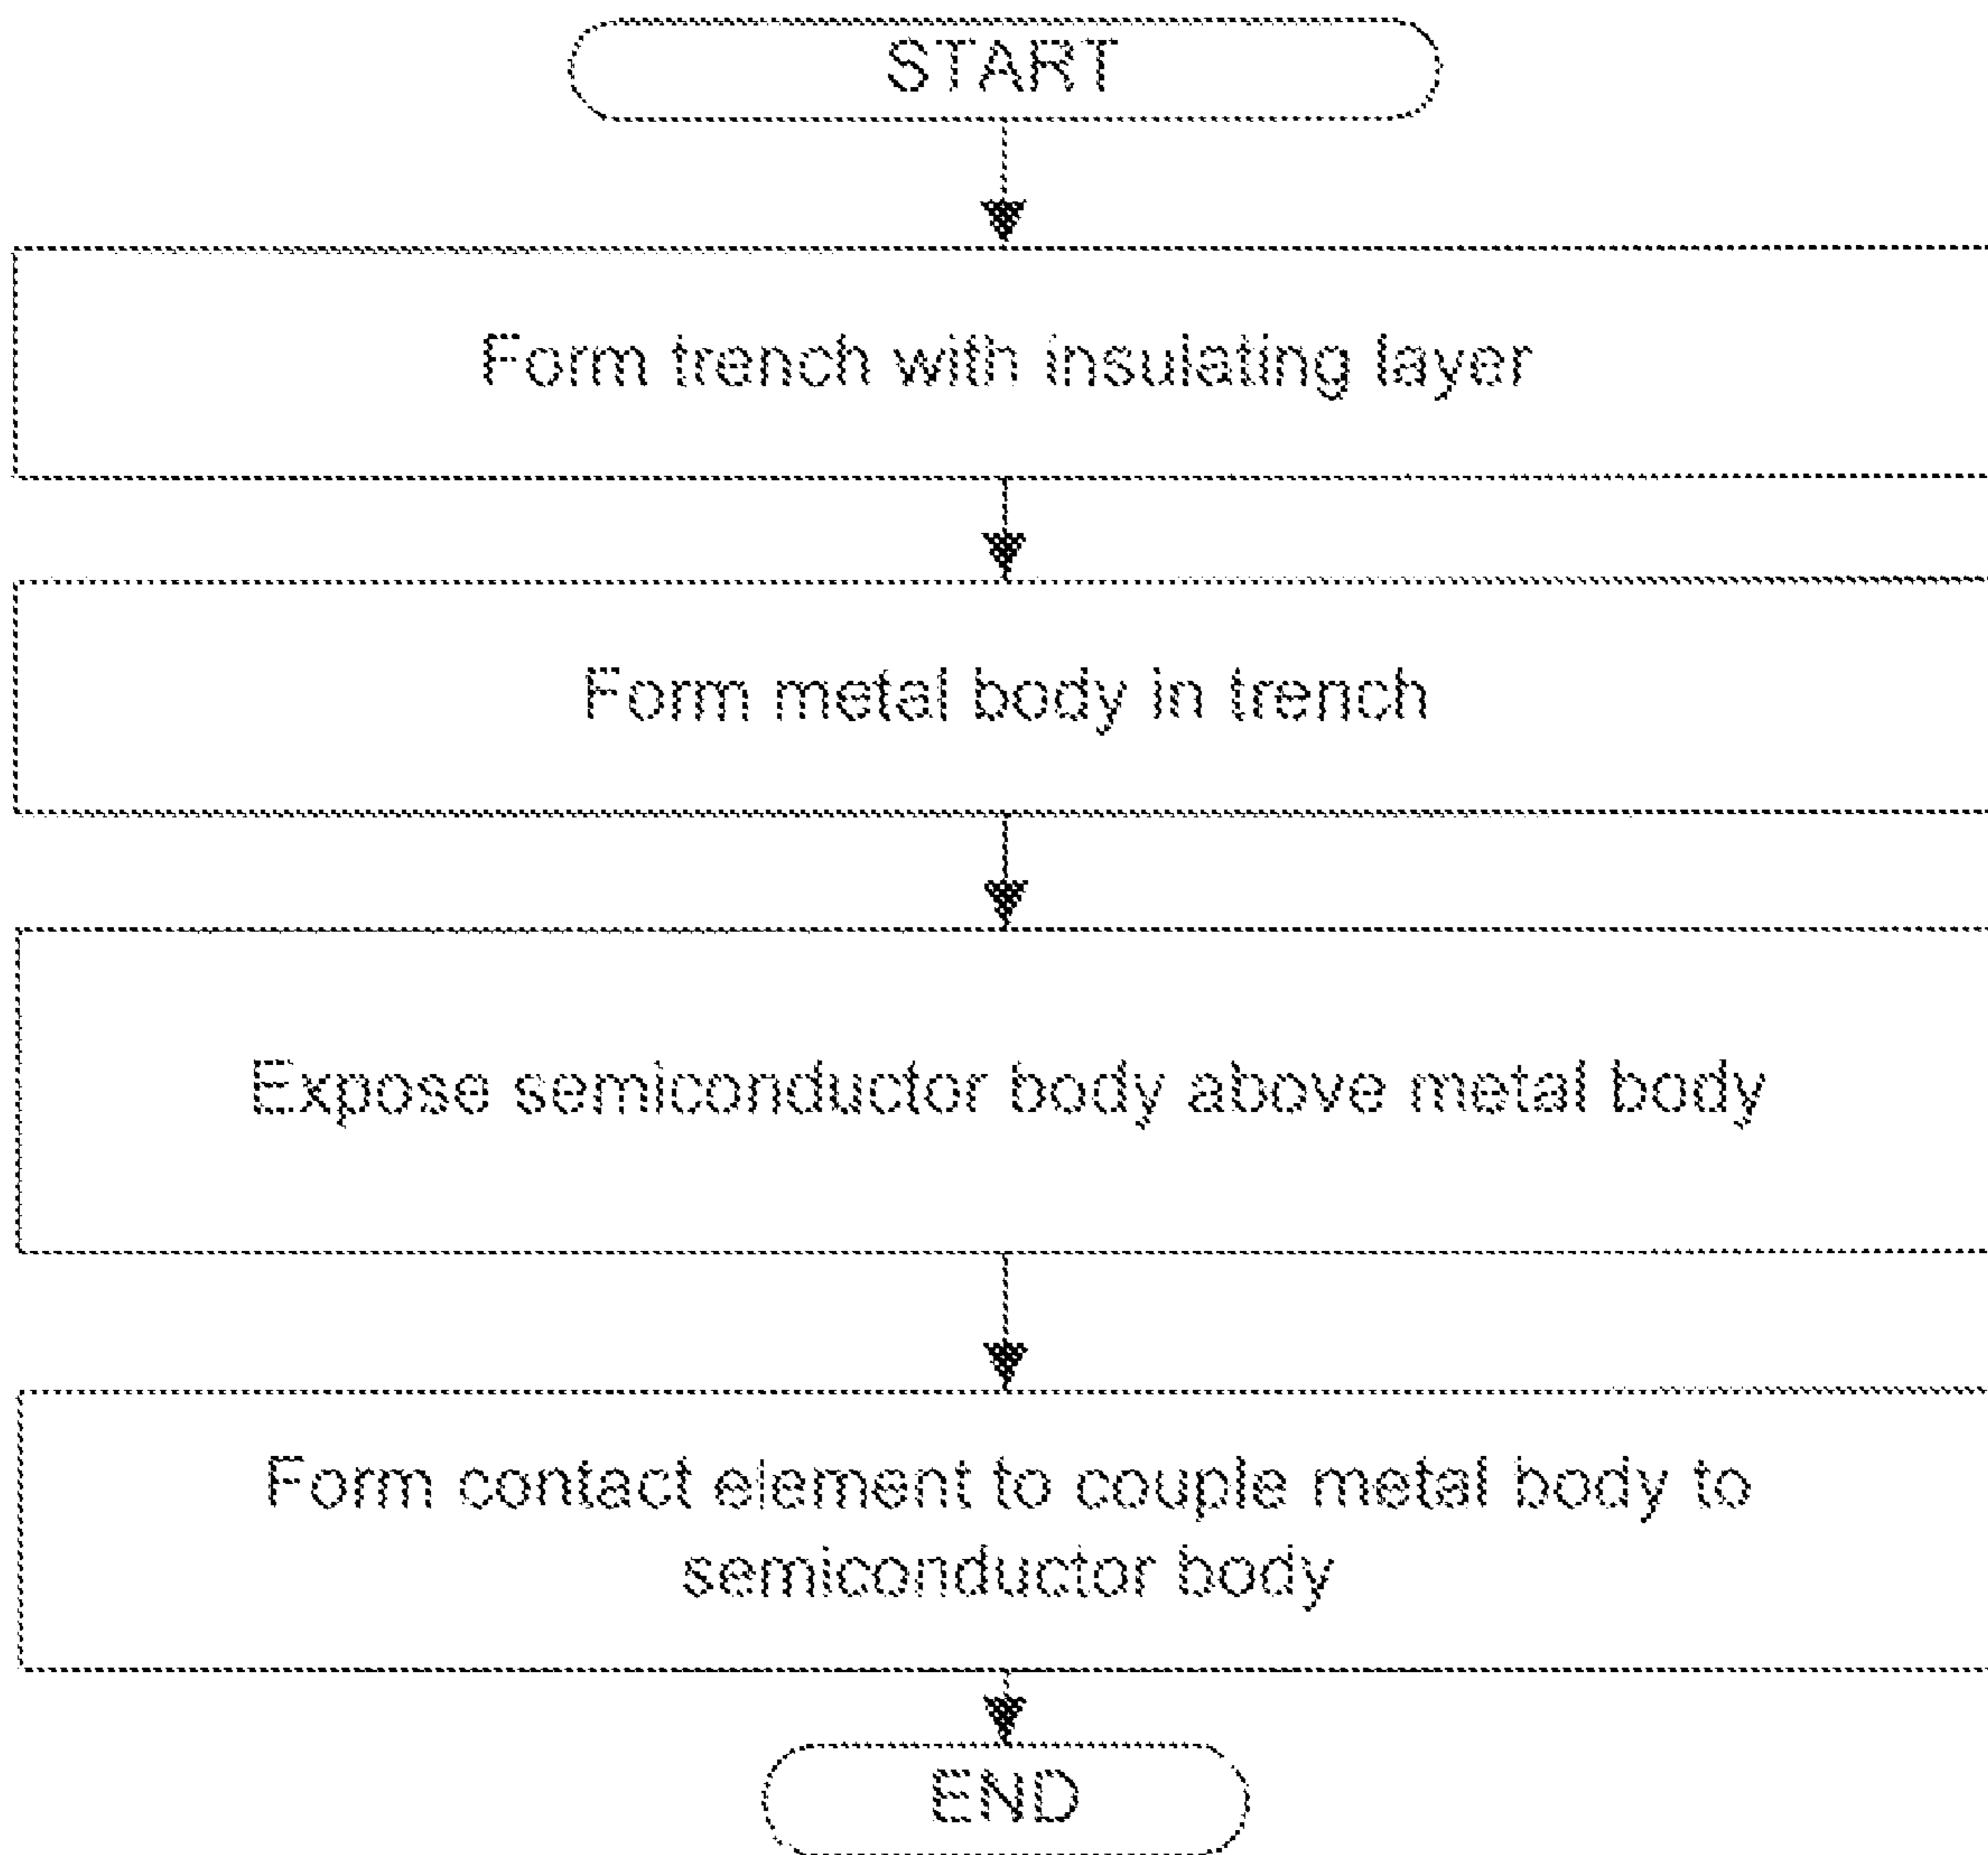 START
Form trench with insulating layer
Form metal body in trench
Expose semiconductor body above metal body
Form contact element to couple metal body to
semiconductor body
END